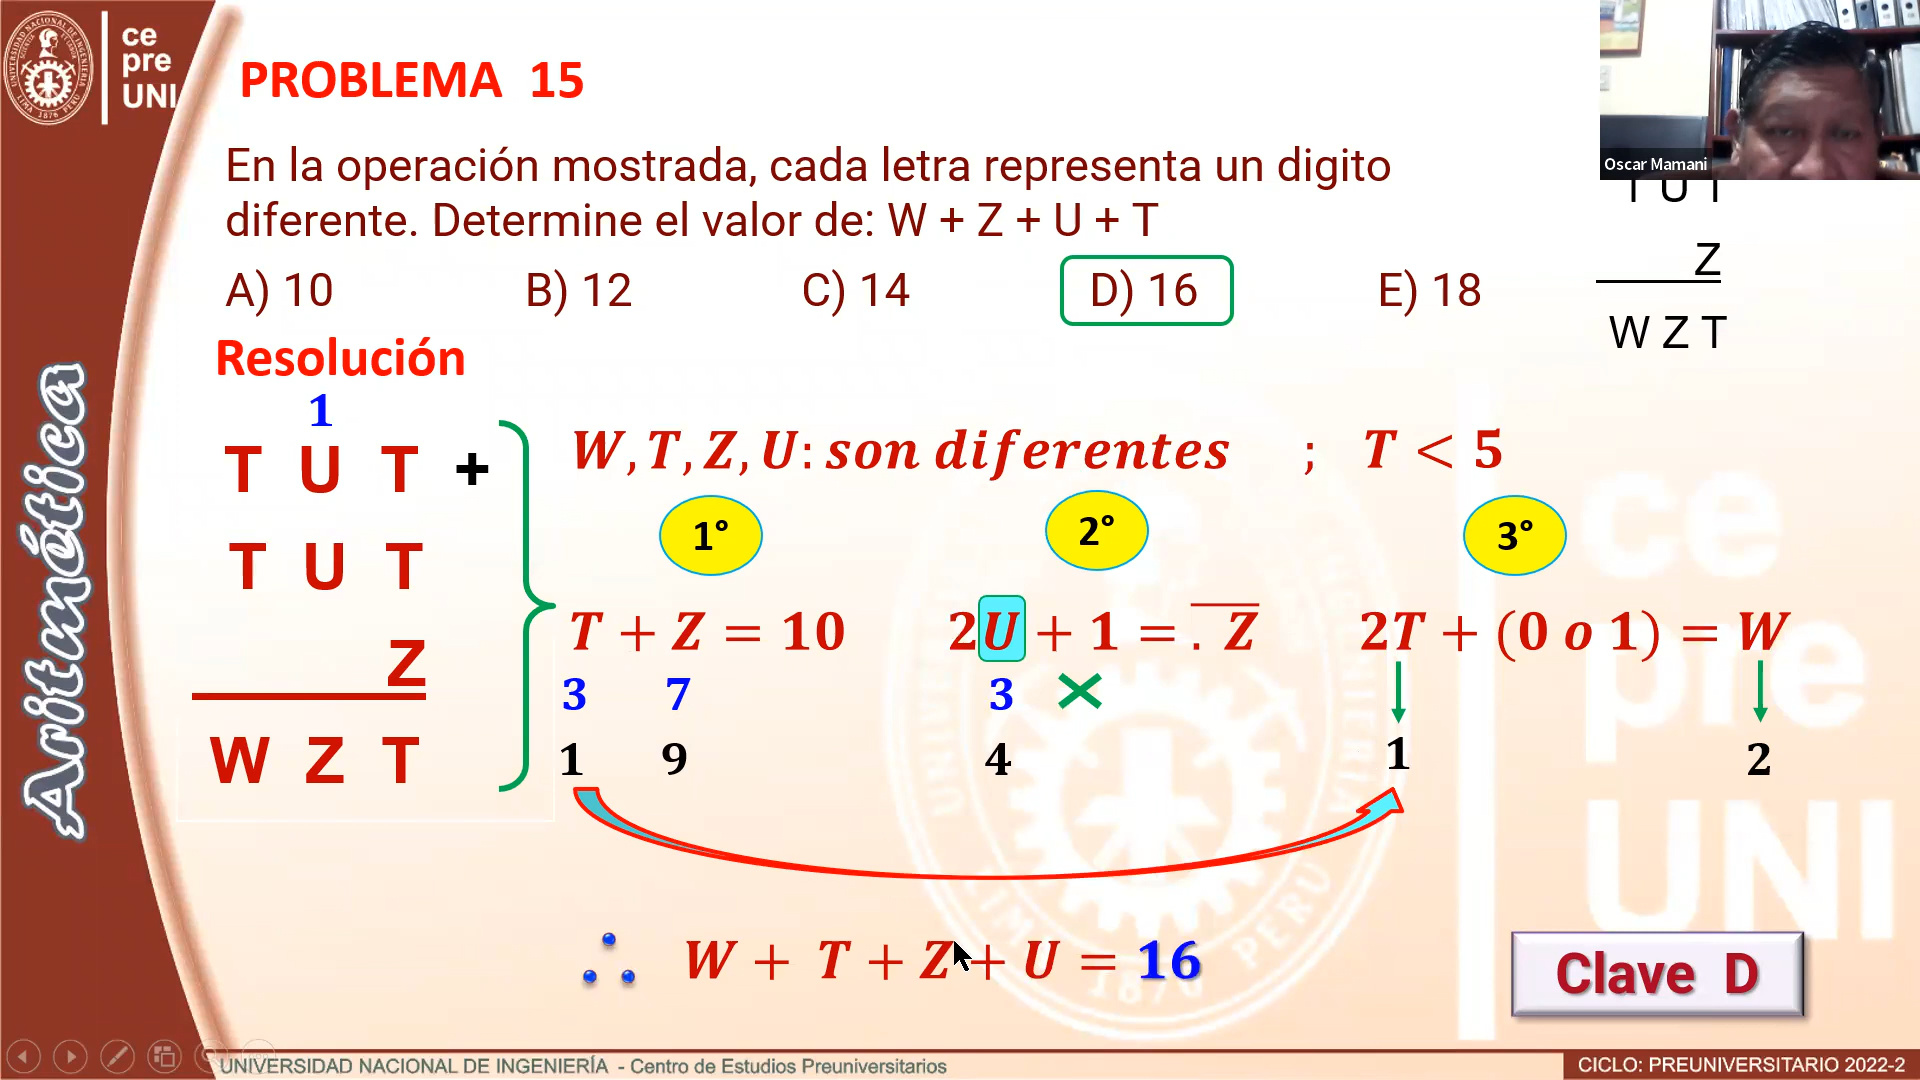 ce
pre
UNI
PROBLEMA 15
En la operación mostrada, cada letra representa un digito
diferente. Determine el valor de: W + Z + U + T
A) 10 B) 12 C) 14 D) 16 E) 18
Oscar Mamani
T U T
Z
W Z T
Resolución
1
T U T +
T U T
Z
W Z T
W, T, Z, U: son diferentes ; T < 5
1° 2° 3°
T + Z = 10 2U + 1 = . Z 2T + (0 o 1) = W
3 7 3 ×
1 9 4 1 2
∴ W + T + Z + U = 16
Clave D
Aritmética
ce
pre
UNI
UNIVERSIDAD NACIONAL DE INGENIERÍA - Centro de Estudios Preuniversitarios
CICLO: PREUNIVERSITARIO 2022-2